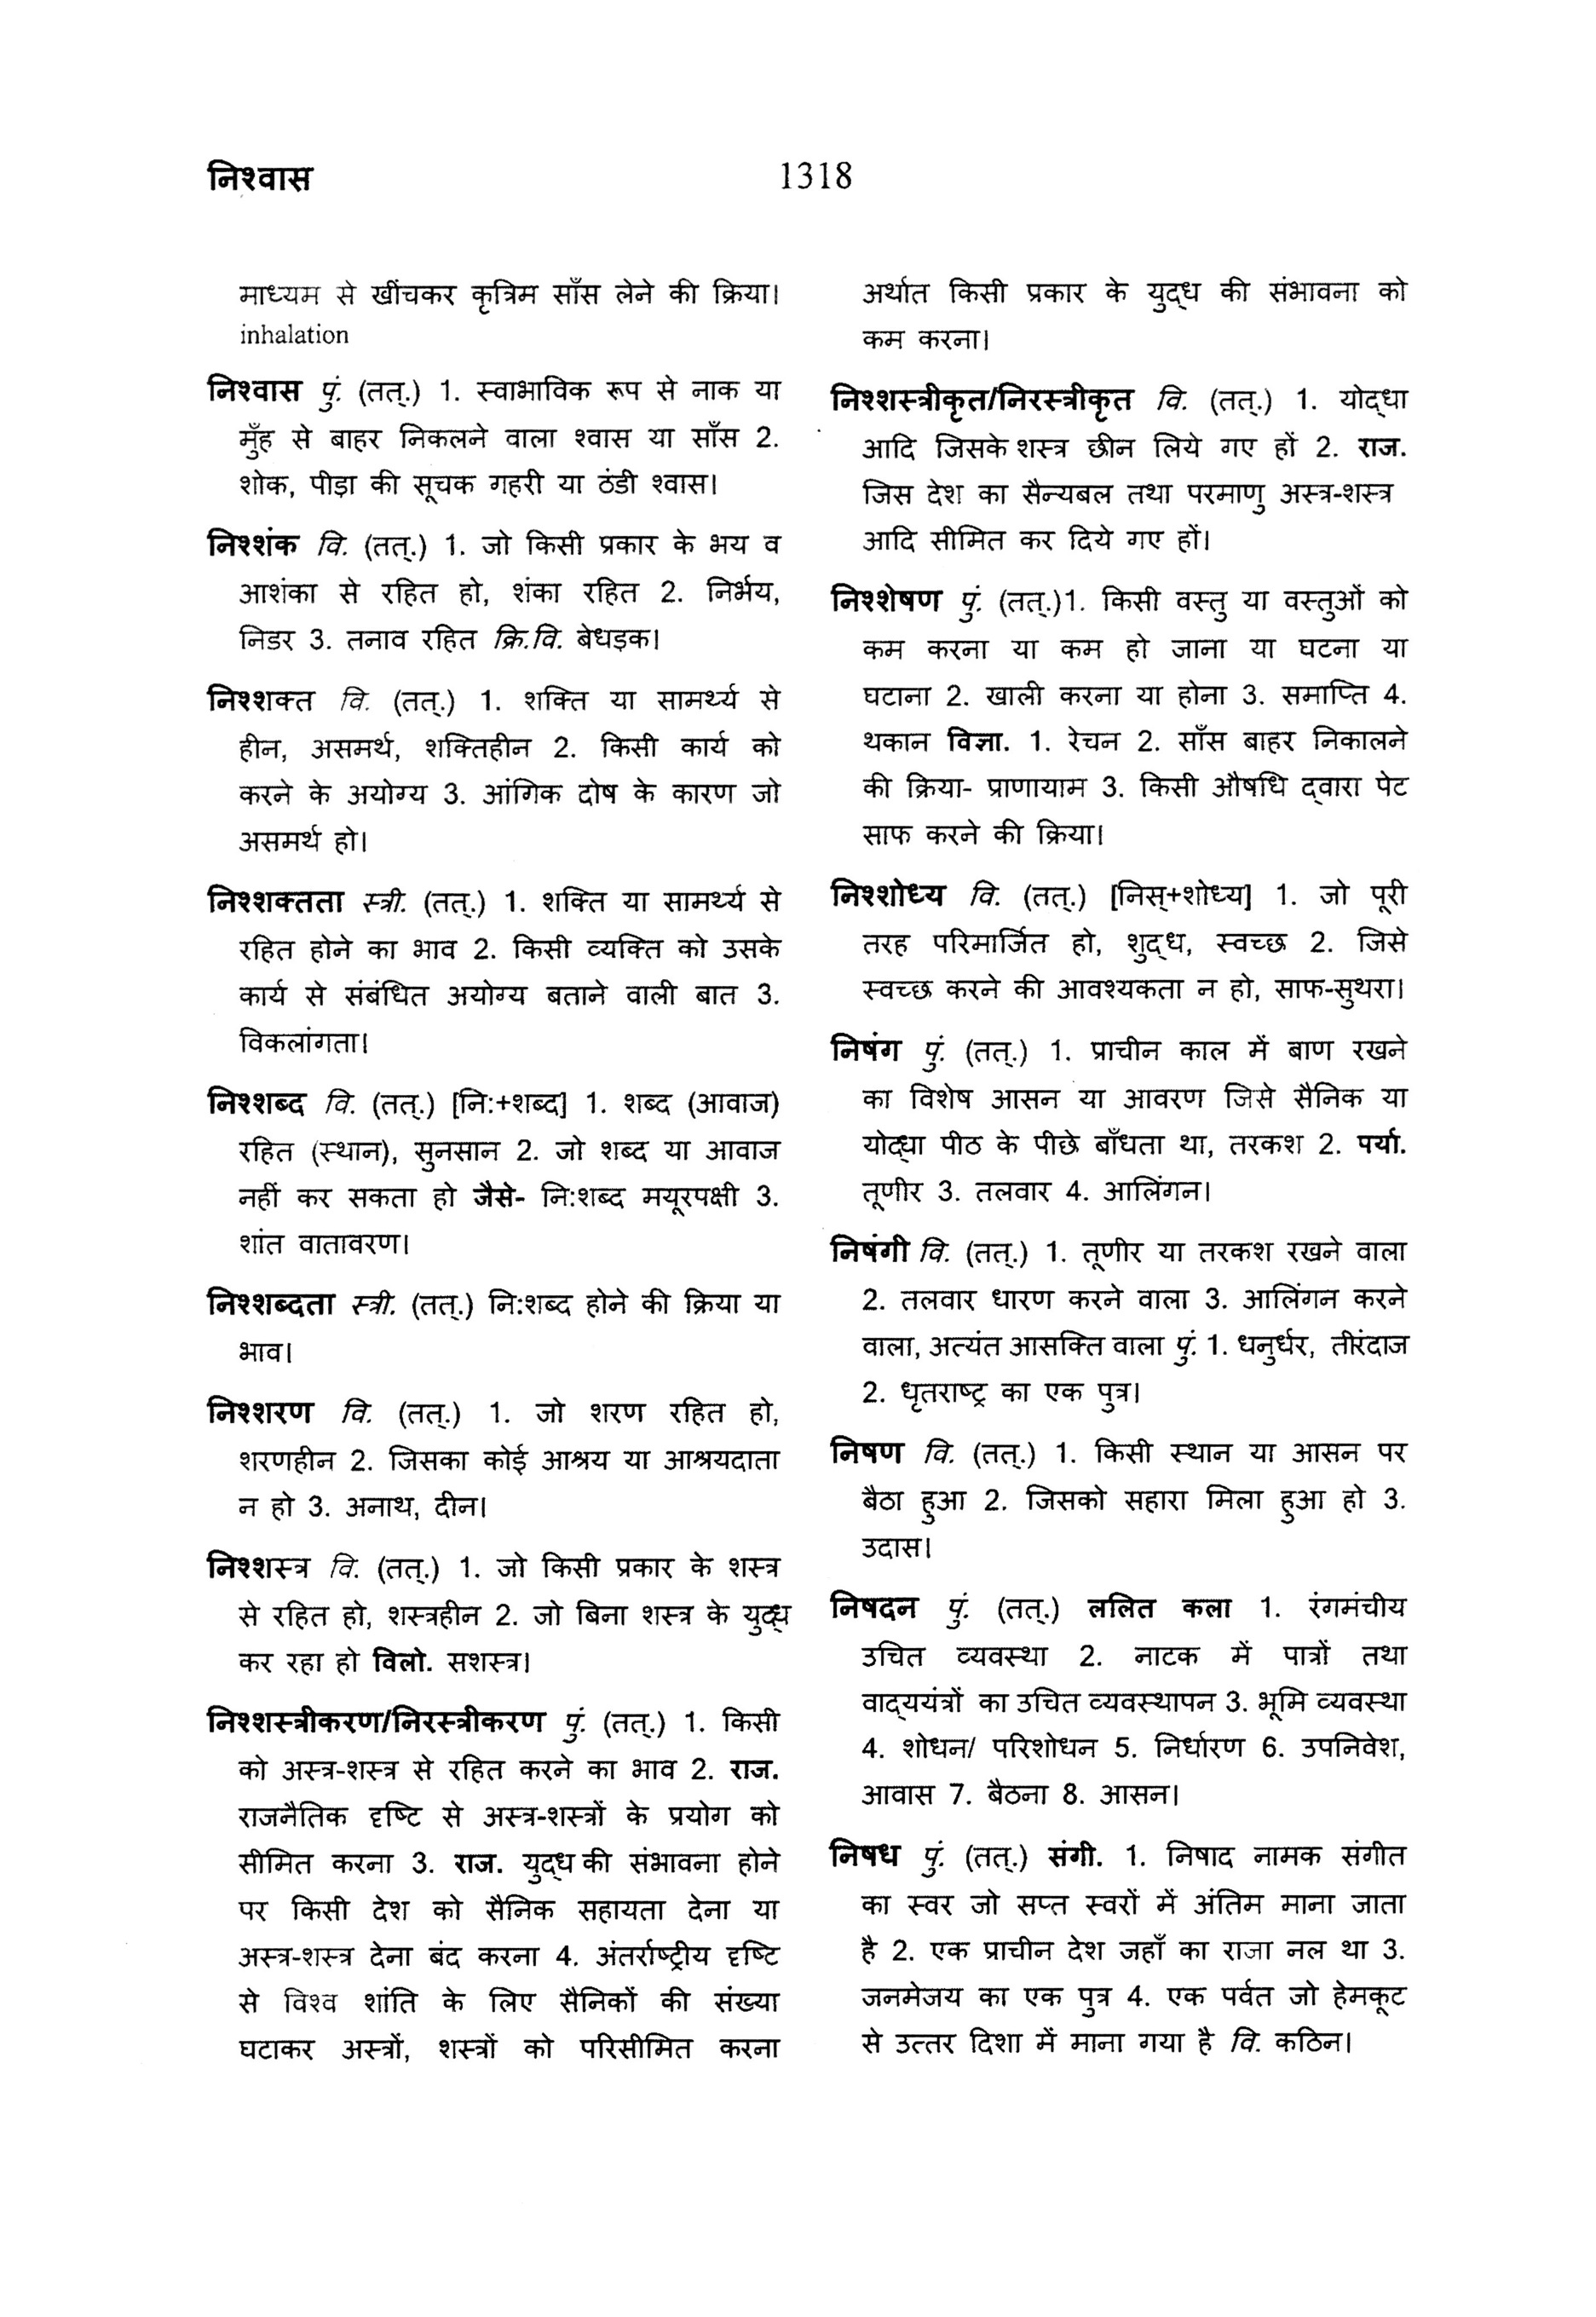 निश्वास
1318
माध्यम से खींचकर कृत्रिम साँस लेने की क्रिया।
inhalation
निश्वास पुं. (तत्.) 1. स्वाभाविक रूप से नाक या
मुँह से बाहर निकलने वाला श्वास या साँस 2.
शोक, पीड़ा की सूचक गहरी या ठंडी श्वास।
निश्शंक वि. (तत्.) 1. जो किसी प्रकार के भय व
आशंका से रहित हो, शंका रहित 2. निर्भय,
निडर 3. तनाव रहित क्रि.वि. बेधड़क।
निश्शक्त वि. (तत्.) 1. शक्ति या सामर्थ्य से
हीन, असमर्थ, शक्तिहीन 2. किसी कार्य को
करने के अयोग्य 3. आंगिक दोष के कारण जो
असमर्थ हो।
निश्शक्तता स्त्री. (तत्.) 1. शक्ति या सामर्थ्य से
रहित होने का भाव 2. किसी व्यक्ति को उसके
कार्य से संबंधित अयोग्य बताने वाली बात 3.
विकलांगता।
निश्शब्द वि. (तत्.) [नि:+शब्द] 1. शब्द (आवाज)
रहित (स्थान), सुनसान 2. जो शब्द या आवाज
नहीं कर सकता हो जैसे- नि:शब्द मयूरपक्षी 3.
शांत वातावरण।
निश्शब्दता स्त्री. (तत्.) नि:शब्द होने की क्रिया या
भाव।
निश्शरण वि. (तत्.) 1. जो शरण रहित हो,
शरणहीन 2. जिसका कोई आश्रय या आश्रयदाता
न हो 3. अनाथ, दीन।
निश्शस्त्र वि. (तत्.) 1. जो किसी प्रकार के शस्त्र
से रहित हो, शस्त्रहीन 2. जो बिना शस्त्र के युद्ध
कर रहा हो विलो. सशस्त्र।
निश्शस्त्रीकरण/निरस्त्रीकरण पुं. (तत्.) 1. किसी
को अस्त्र-शस्त्र से रहित करने का भाव 2. राज.
राजनैतिक दृष्टि से अस्त्र-शस्त्रों के प्रयोग को
सीमित करना 3. राज. युद्ध की संभावना होने
पर किसी देश को सैनिक सहायता देना या
अस्त्र-शस्त्र देना बंद करना 4. अंतर्राष्ट्रीय दृष्टि
से विश्व शांति के लिए सैनिकों की संख्या
घटाकर अस्त्रों, शस्त्रों को परिसीमित करना
अर्थात किसी प्रकार के युद्ध की संभावना को
कम करना।
निश्शस्त्रीकृत/निरस्त्रीकृत वि. (तत्.) 1. योद्धा
आदि जिसके शस्त्र छीन लिये गए हों 2. राज.
जिस देश का सैन्यबल तथा परमाणु अस्त्र-शस्त्र
आदि सीमित कर दिये गए हों।
निश्शेषण पुं. (तत्.)1. किसी वस्तु या वस्तुओं को
कम करना या कम हो जाना या घटना या
घटाना 2. खाली करना या होना 3. समाप्ति 4.
थकान विज्ञा. 1. रेचन 2. साँस बाहर निकालने
की क्रिया- प्राणायाम 3. किसी औषधि द्वारा पेट
साफ करने की क्रिया।
निश्शोध्य वि. (तत्.) [निस्+शोध्य] 1. जो पूरी
तरह परिमार्जित हो, शुद्ध, स्वच्छ 2. जिसे
स्वच्छ करने की आवश्यकता न हो, साफ-सुथरा।
निषंग पुं. (तत्.) 1. प्राचीन काल में बाण रखने
का विशेष आसन या आवरण जिसे सैनिक या
योद्धा पीठ के पीछे बाँधता था, तरकश 2. पर्या.
तूणीर 3. तलवार 4. आलिंगन।
निषंगी वि. (तत्.) 1. तूणीर या तरकश रखने वाला
2. तलवार धारण करने वाला 3. आलिंगन करने
वाला, अत्यंत आसक्ति वाला पुं. 1. धनुर्धर, तीरंदाज
2. धृतराष्ट्र का एक पुत्र।
निषण वि. (तत्.) 1. किसी स्थान या आसन पर
बैठा हुआ 2. जिसको सहारा मिला हुआ हो 3.
उदास।
निषदन पुं. (तत्.) ललित कला 1. रंगमंचीय
उचित व्यवस्था 2. नाटक में पात्रों तथा
वाद्ययंत्रों का उचित व्यवस्थापन 3. भूमि व्यवस्था
4. शोधन/ परिशोधन 5. निर्धारण 6. उपनिवेश,
आवास 7. बैठना 8. आसन।
निषध पुं. (तत्.) संगी. 1. निषाद नामक संगीत
का स्वर जो सप्त स्वरों में अंतिम माना जाता
है 2. एक प्राचीन देश जहाँ का राजा नल था 3.
जनमेजय का एक पुत्र 4. एक पर्वत जो हेमकूट
से उत्तर दिशा में माना गया है वि. कठिन।